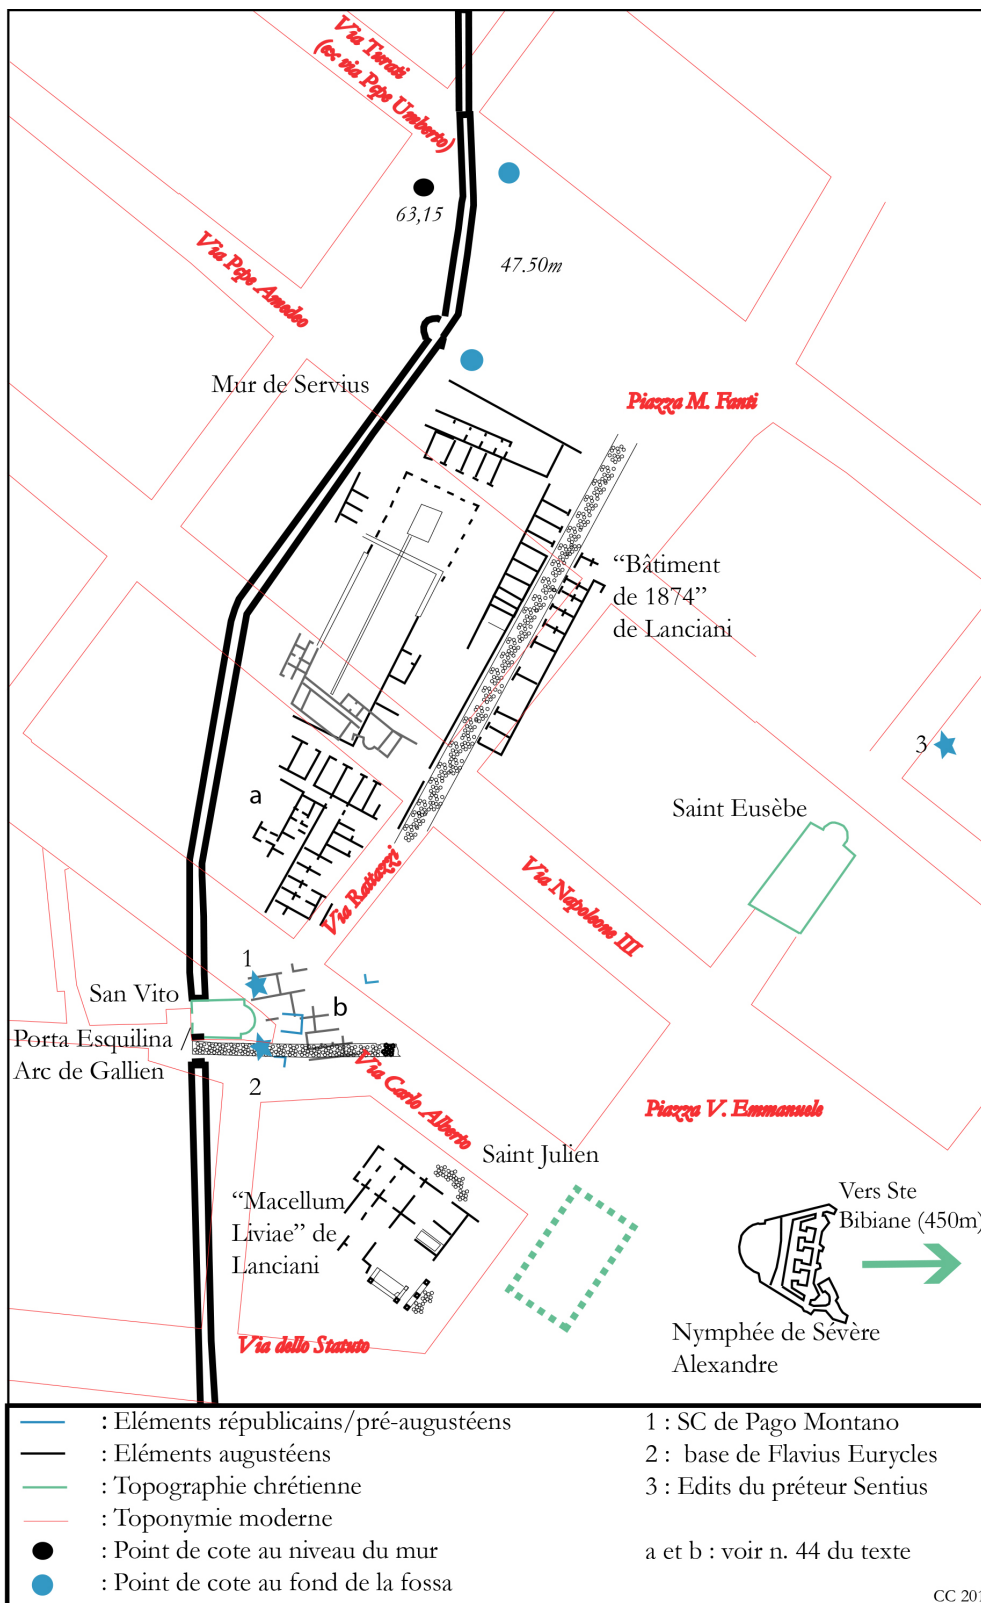 Via Turati
(ex via Pcpe Umberto)
63,15
47.50m
Via Pcpe Amedeo
Mur de Servius
Piazza M. Fanti
“Bâtiment
de 1874”
de Lanciani
3
Saint Eusèbe
a
Via Rattazzi
Via Napoleone III
1
San Vito
b
Porta Esquilina /
Arc de Gallien
2
Via Carlo Alberto
Piazza V. Emmanuele
Saint Julien
“Macellum
Liviae” de
Lanciani
Vers Ste
Bibiane (450m)
Nymphée de Sévère
Alexandre
Via dello Statuto
: Eléments républicains/pré-augustéens
: Eléments augustéens
: Topographie chrétienne
: Toponymie moderne
: Point de cote au niveau du mur
: Point de cote au fond de la fossa
1 : SC de Pago Montano
2 : base de Flavius Eurycles
3 : Edits du préteur Sentius
a et b : voir n. 44 du texte
CC 201